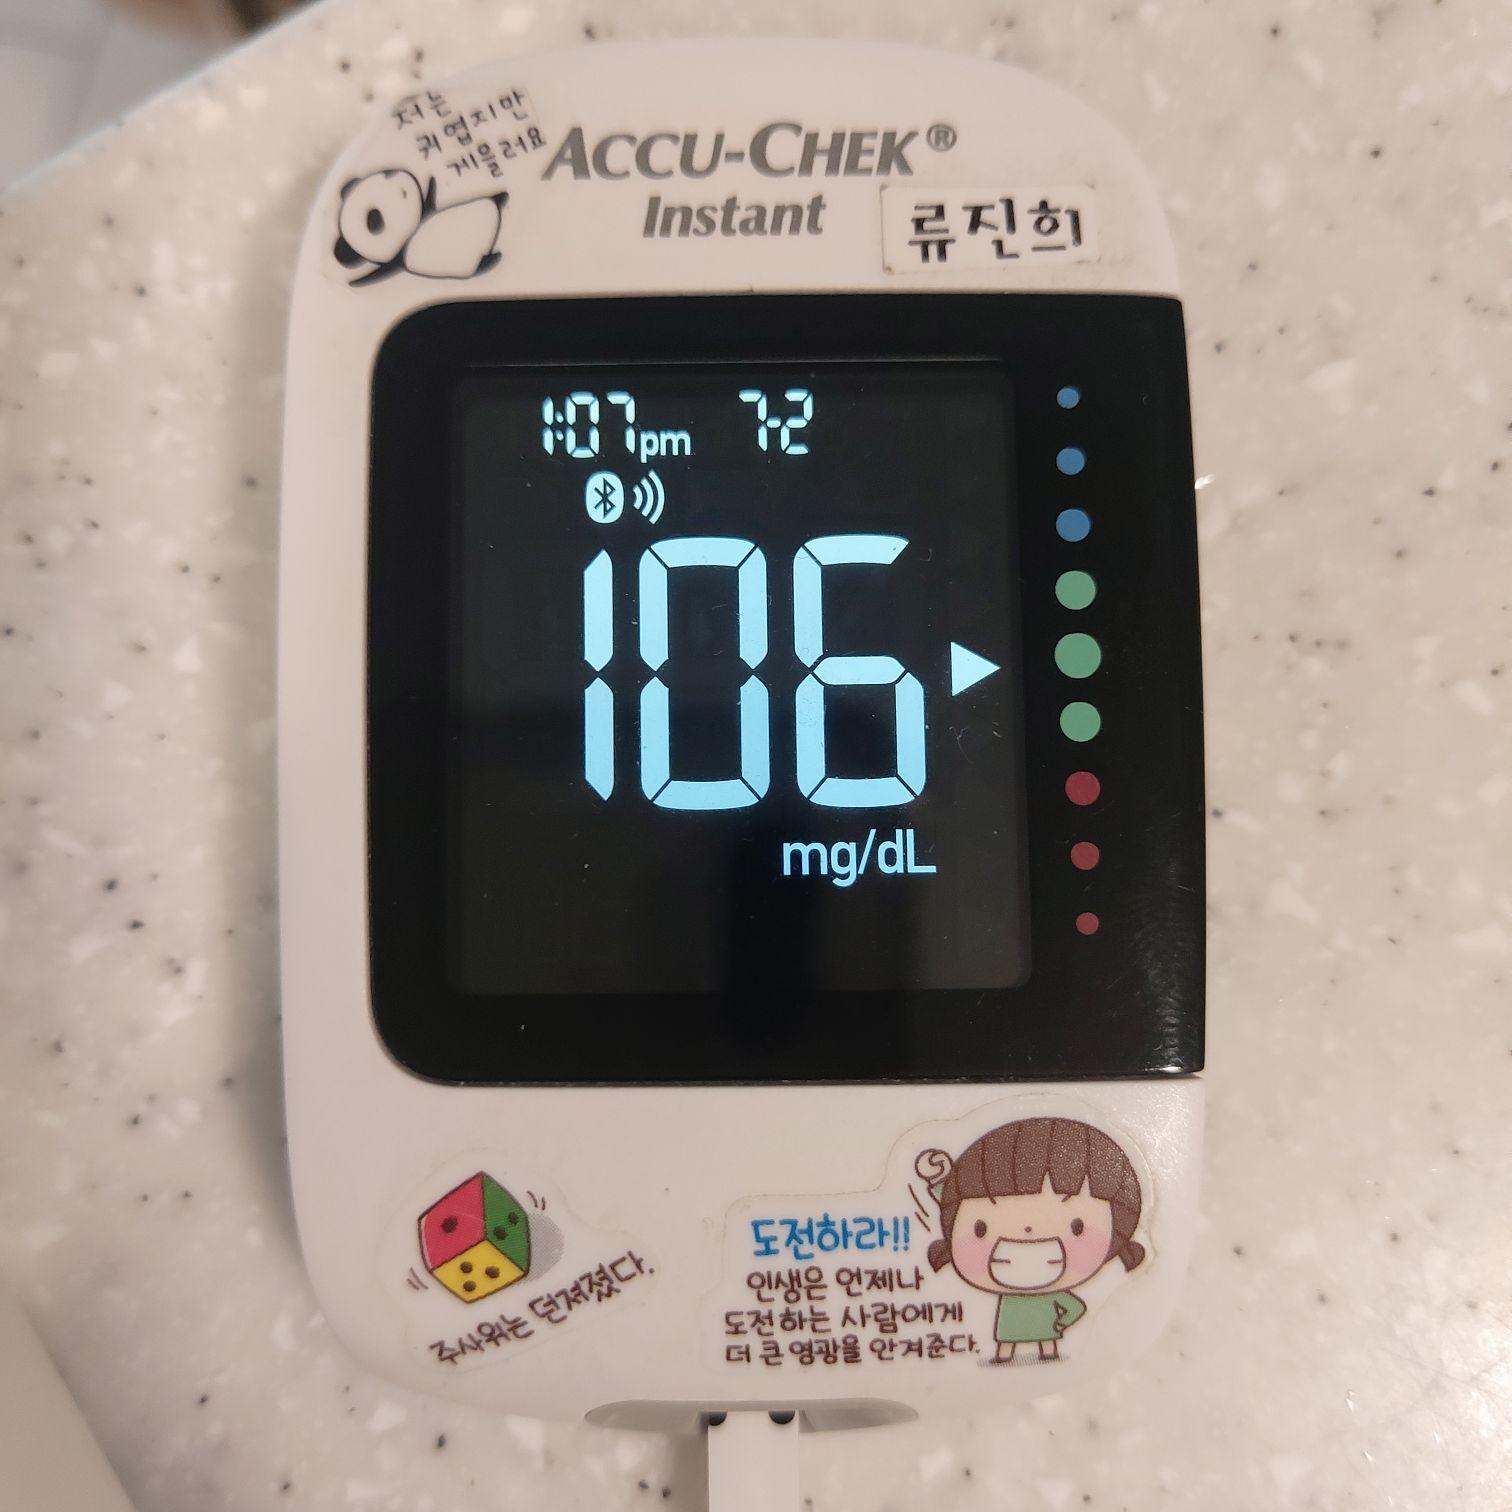 저는
귀엽지만
게을러요
ACCU-CHEK®
Instant
류진희
1:07pm 7-2
106
mg/dL
주사위는 던져졌다.
도전하라!!
인생은 언제나
도전하는 사람에게
더 큰 영광을 안겨준다.